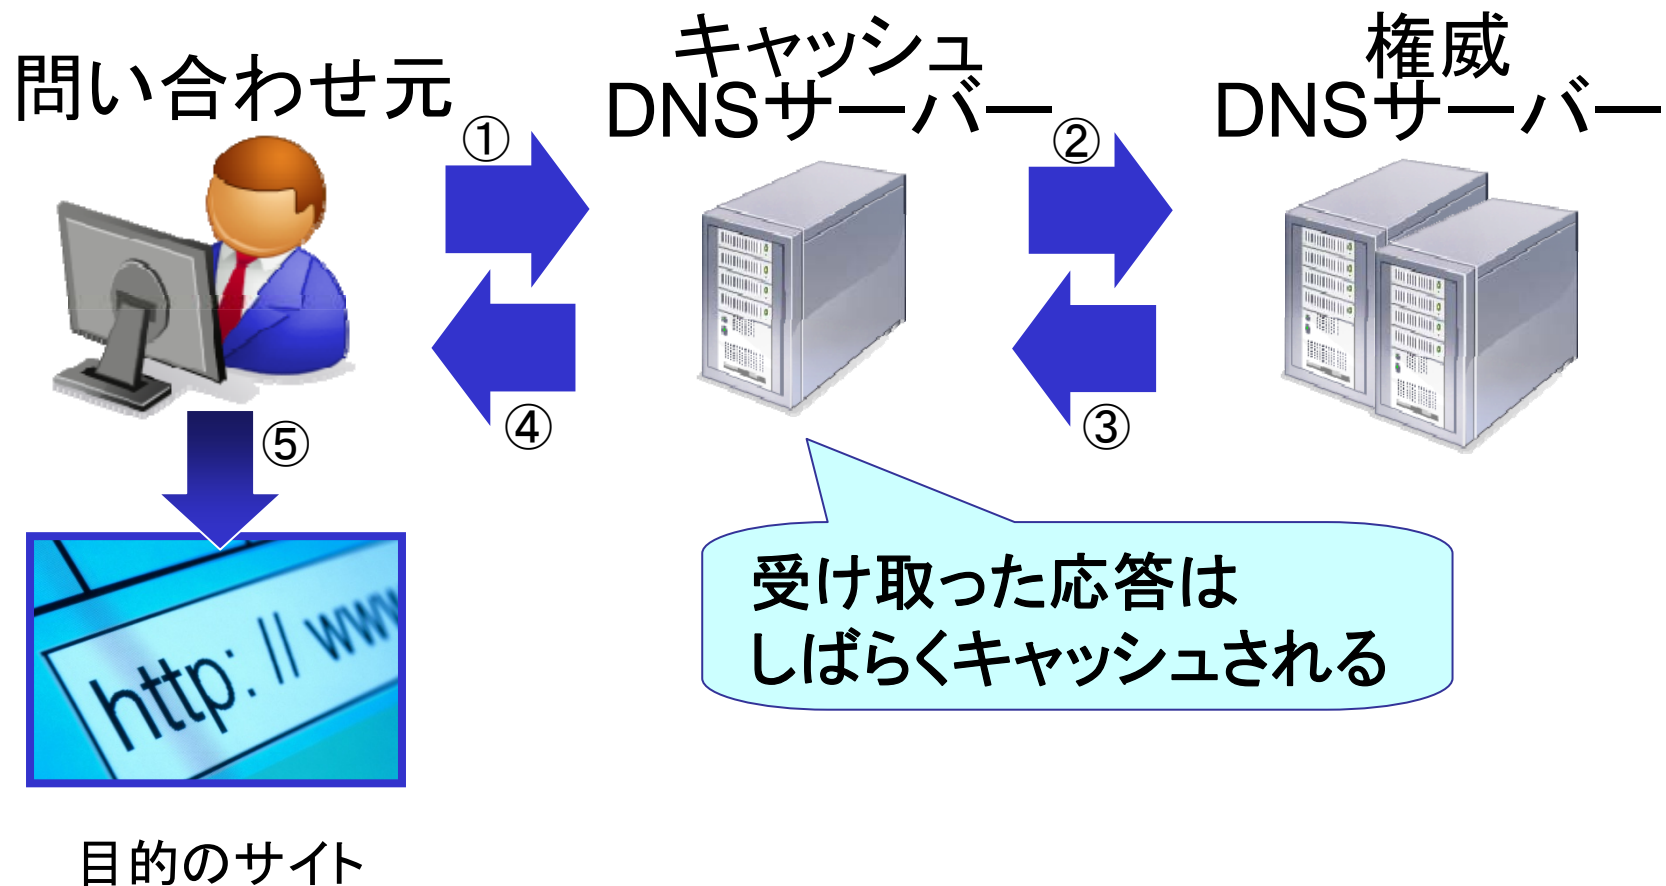 問い合わせ元
キャッシュ
DNSサーバー
権威
DNSサーバー
①
②
④
③
⑤
受け取った応答は
しばらくキャッシュされる
http://www
目的のサイト